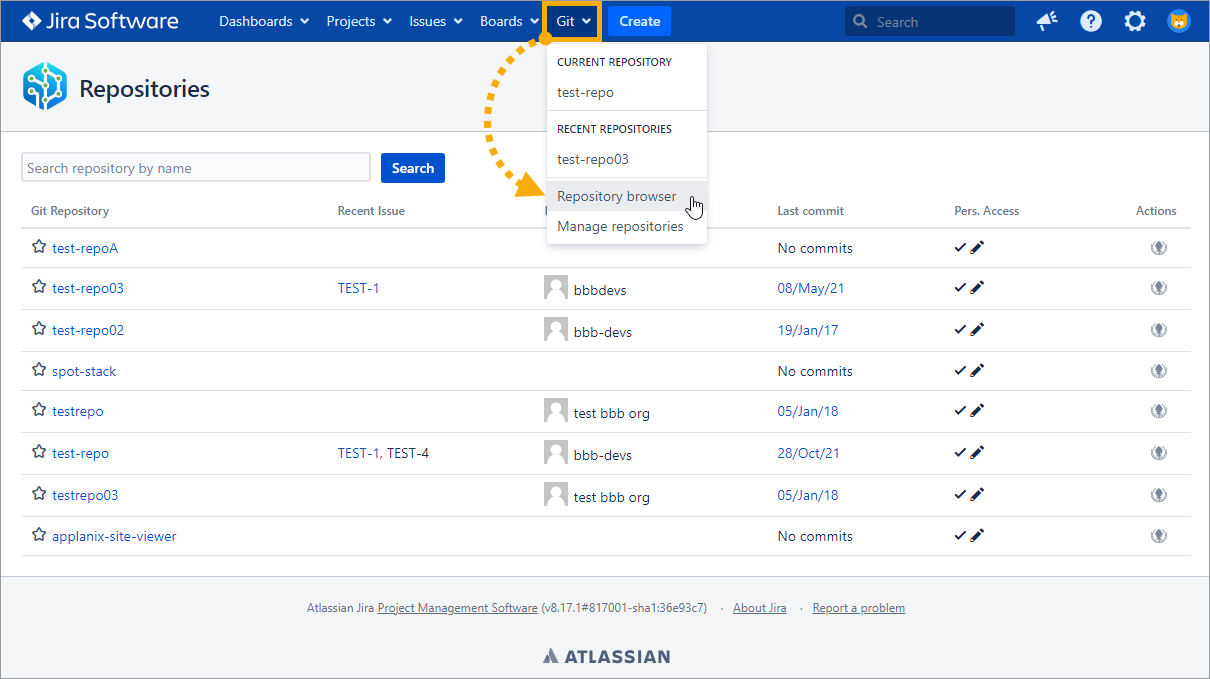 Jira Software Dashboards Projects Issues Boards Git Create Search
CURRENT REPOSITORY
test-repo
RECENT REPOSITORIES
test-repo03
Repository browser
Manage repositories
Repositories
Search repository by name Search
Git Repository Recent Issue Last commit Pers. Access Actions
test-repoA No commits
test-repo03 TEST-1 bbbdevs 08/May/21
test-repo02 bbb-devs 19/Jan/17
spot-stack No commits
testrepo test bbb org 05/Jan/18
test-repo TEST-1, TEST-4 bbb-devs 28/Oct/21
testrepo03 test bbb org 05/Jan/18
applanix-site-viewer No commits
Atlassian Jira Project Management Software (v8.17.1#817001-sha1:36e93c7) · About Jira · Report a problem
ATLASSIAN